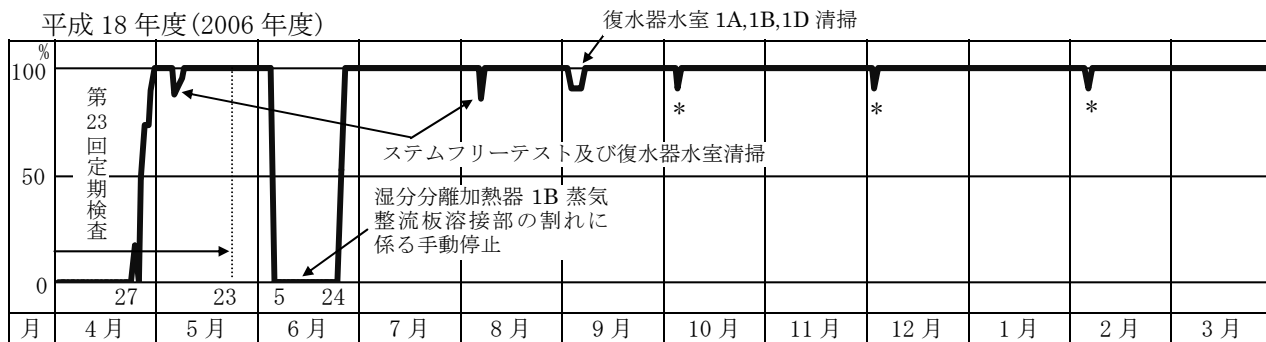 平成 18 年度(2006 年度)
復水器水室 1A,1B,1D 清掃
%
100
50
0
第23回定期検査
ステムフリーテスト及び復水器水室清掃
湿分分離加熱器 1B 蒸気
整流板溶接部の割れに
係る手動停止
*
*
*
27
23
5
24
月
4 月
5 月
6 月
7 月
8 月
9 月
10 月
11 月
12 月
1 月
2 月
3 月